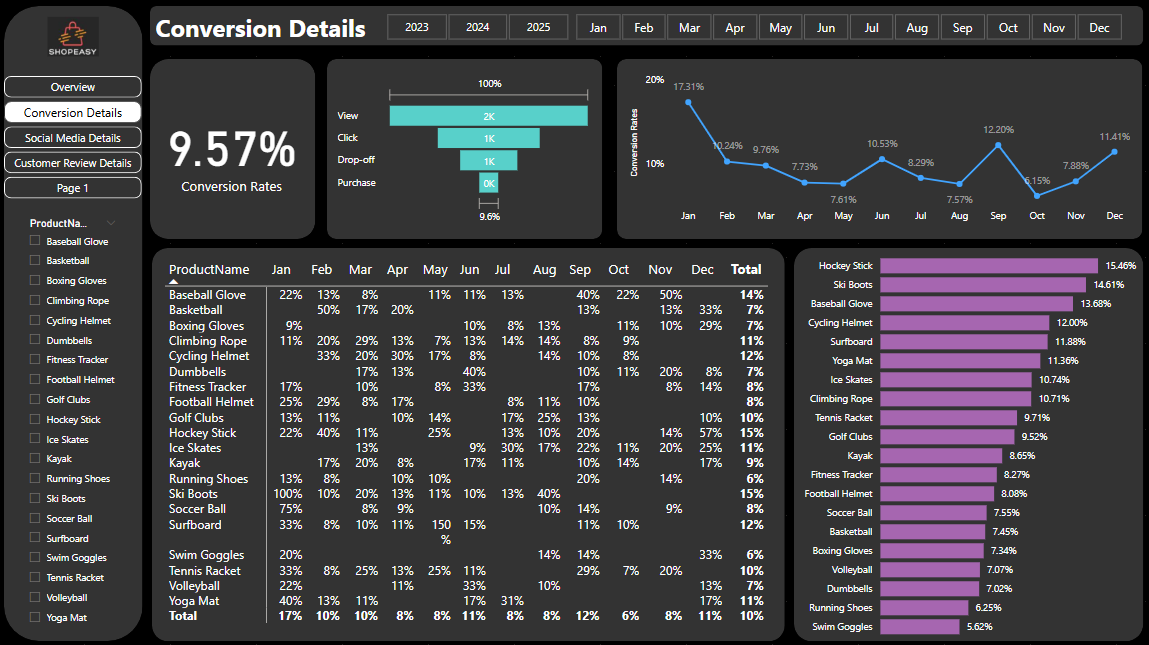 SHOPEASY
Overview
Conversion Details
Social Media Details
Customer Review Details
Page 1
ProductNa...
Baseball Glove
Basketball
Boxing Gloves
Climbing Rope
Cycling Helmet
Dumbbells
Fitness Tracker
Football Helmet
Golf Clubs
Hockey Stick
Ice Skates
Kayak
Running Shoes
Ski Boots
Soccer Ball
Surfboard
Swim Goggles
Tennis Racket
Volleyball
Yoga Mat
Conversion Details 2023 2024 2025 Jan Feb Mar Apr May Jun Jul Aug Sep Oct Nov Dec
9.57%
Conversion Rates
100%
View 2K
Click 1K
Drop-off 1K
Purchase 0K
9.6%
Conversion Rates
20%
10%
17.31% 10.24% 9.76% 7.73% 7.61% 10.53% 8.29% 7.57% 12.20% 6.15% 7.88% 11.41%
Jan Feb Mar Apr May Jun Jul Aug Sep Oct Nov Dec
ProductName Jan Feb Mar Apr May Jun Jul Aug Sep Oct Nov Dec Total
Baseball Glove 22% 13% 8% 11% 11% 13% 40% 22% 50% 14%
Basketball 50% 17% 20% 13% 13% 33% 7%
Boxing Gloves 9% 10% 8% 13% 11% 10% 29% 7%
Climbing Rope 11% 20% 29% 13% 7% 13% 14% 14% 8% 9% 11%
Cycling Helmet 33% 20% 30% 17% 8% 14% 10% 8% 12%
Dumbbells 17% 13% 40% 10% 11% 20% 8% 7%
Fitness Tracker 17% 10% 8% 33% 17% 8% 14% 8%
Football Helmet 25% 29% 8% 17% 8% 11% 10% 8%
Golf Clubs 13% 11% 10% 14% 17% 25% 13% 10% 10%
Hockey Stick 22% 40% 11% 25% 13% 10% 20% 14% 57% 15%
Ice Skates 13% 9% 30% 17% 22% 11% 20% 25% 11%
Kayak 17% 20% 8% 17% 11% 10% 14% 17% 9%
Running Shoes 13% 8% 10% 10% 20% 14% 6%
Ski Boots 100% 10% 20% 13% 11% 10% 13% 40% 15%
Soccer Ball 75% 8% 9% 10% 14% 9% 8%
Surfboard 33% 8% 10% 11% 150 15% 11% 10% 12%
%
Swim Goggles 20% 14% 14% 33% 6%
Tennis Racket 33% 8% 25% 13% 25% 11% 29% 7% 20% 10%
Volleyball 22% 11% 33% 10% 13% 7%
Yoga Mat 40% 13% 11% 17% 31% 17% 11%
Total 17% 10% 10% 8% 8% 11% 8% 8% 12% 6% 8% 11% 10%
Hockey Stick 15.46%
Ski Boots 14.61%
Baseball Glove 13.68%
Cycling Helmet 12.00%
Surfboard 11.88%
Yoga Mat 11.36%
Ice Skates 10.74%
Climbing Rope 10.71%
Tennis Racket 9.71%
Golf Clubs 9.52%
Kayak 8.65%
Fitness Tracker 8.27%
Football Helmet 8.08%
Soccer Ball 7.55%
Basketball 7.45%
Boxing Gloves 7.34%
Volleyball 7.07%
Dumbbells 7.02%
Running Shoes 6.25%
Swim Goggles 5.62%